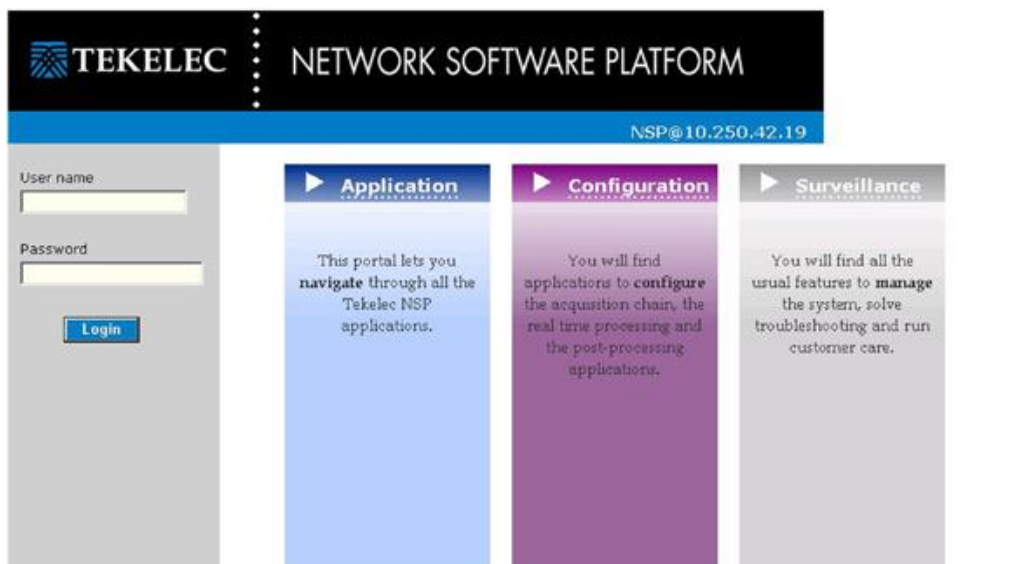 TEKELEC
NETWORK SOFTWARE PLATFORM
NSP@10.250.42.19
User name
Password
Login
Application
This portal lets you
navigate through all the
Tekelec NSP
applications.
Configuration
You will find
applications to configure
the acquisition chain, the
real time processing and
the post-processing
applications.
Surveillance
You will find all the
usual features to manage
the system, solve
troubleshooting and run
customer care.